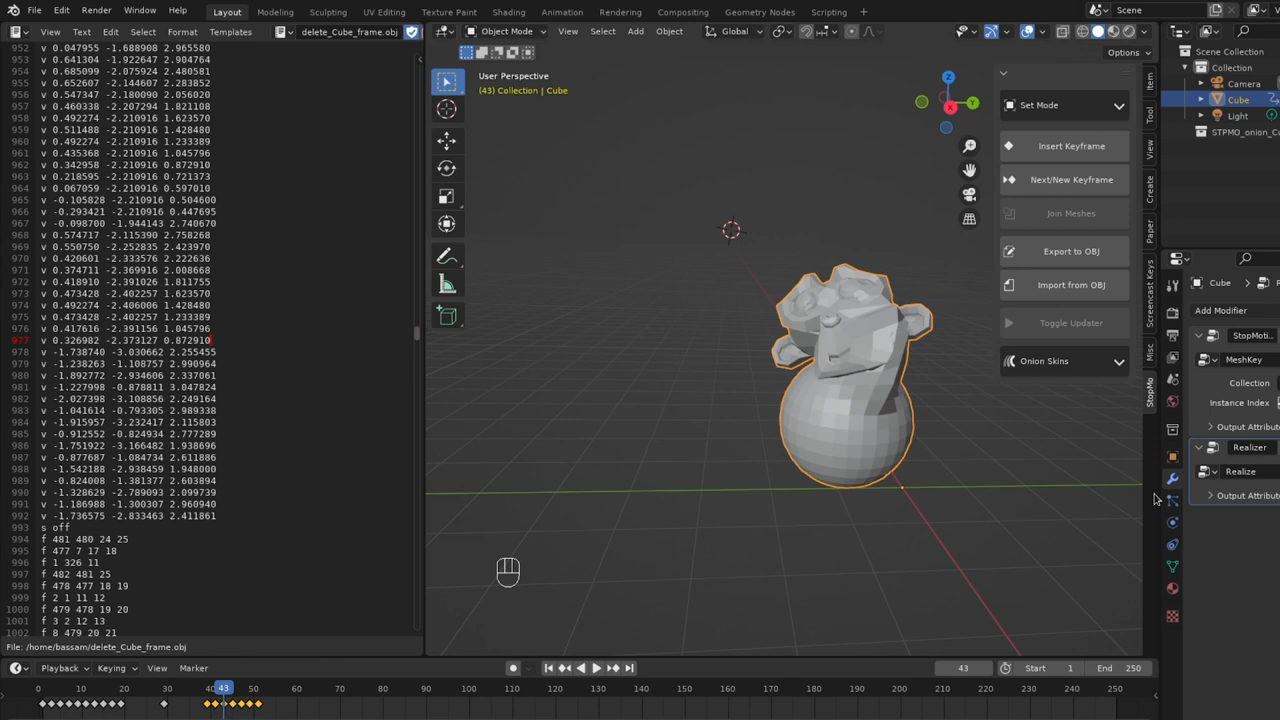 File Edit Render Window Help Layout Modeling Sculpting UV Editing Texture Paint Shading Animation Rendering Compositing Geometry Nodes Scripting Scene
View Text Edit Select Format Templates delete_Cube_frame.obj
Object Mode View Select Add Object Global
Options
952 v 0.047955 -1.688908 2.965580
953 v 0.641304 -1.922647 2.904764
954 v 0.685099 -2.075924 2.480581
955 v 0.652607 -2.144607 2.283852
956 v 0.547347 -2.180090 2.056020
957 v 0.460338 -2.207294 1.821108
958 v 0.492274 -2.210916 1.623570
959 v 0.511488 -2.210916 1.428480
960 v 0.492274 -2.210916 1.233389
961 v 0.435368 -2.210916 1.045796
962 v 0.342958 -2.210916 0.872910
963 v 0.218595 -2.210916 0.721373
964 v 0.067059 -2.210916 0.597010
965 v -0.105828 -2.210916 0.504600
966 v -0.293421 -2.210916 0.447695
967 v -0.098700 -1.944143 2.740670
968 v 0.574717 -2.115390 2.758268
969 v 0.550750 -2.252835 2.423970
970 v 0.420601 -2.333576 2.222636
971 v 0.374711 -2.369916 2.008668
972 v 0.418910 -2.391026 1.811755
973 v 0.473428 -2.402257 1.623570
974 v 0.492274 -2.406006 1.428480
975 v 0.473428 -2.402257 1.233389
976 v 0.417616 -2.391156 1.045796
977 v 0.326982 -2.373127 0.872910
978 v -1.738740 -3.030662 2.255455
979 v -1.238263 -1.108757 2.990964
980 v -1.892772 -2.934606 2.337061
981 v -1.227998 -0.878811 3.047824
982 v -2.027398 -3.108856 2.249164
983 v -1.041614 -0.793305 2.989338
984 v -1.915957 -3.232417 2.115803
985 v -0.912552 -0.824934 2.777289
986 v -1.751922 -3.166482 1.938696
987 v -0.877687 -1.084734 2.611886
988 v -1.542188 -2.938459 1.948000
989 v -0.824008 -1.381377 2.603894
990 v -1.328629 -2.789093 2.099739
991 v -1.186988 -1.300307 2.960940
992 v -1.736575 -2.833463 2.411861
993 s off
994 f 481 480 24 25
995 f 477 7 17 18
996 f 1 326 11
997 f 482 481 25
998 f 478 477 18 19
999 f 2 1 11 12
1000 f 479 478 19 20
1001 f 3 2 12 13
1002 f 8 479 20 21
File: /home/bassam/delete_Cube_frame.obj
User Perspective
(43) Collection | Cube
Z
Y
X
Set Mode
Insert Keyframe
Next/New Keyframe
Join Meshes
Export to OBJ
Import from OBJ
Toggle Updater
Onion Skins
Item
Tool
View
Create
Paper
Screencast Keys
Misc
StopMo
Scene Collection
Collection
Camera
Cube
Light
STPMO_onion_Cu
Cube
Add Modifier
StopMoti..
MeshKey
Collection
Instance Index
Output Attribut
Realizer
Realize
Output Attribute
Playback Keying View Marker 43 Start 1 End 250
0 10 20 30 40 43 50 60 70 80 90 100 110 120 130 140 150 160 170 180 190 200 210 220 230 240 250